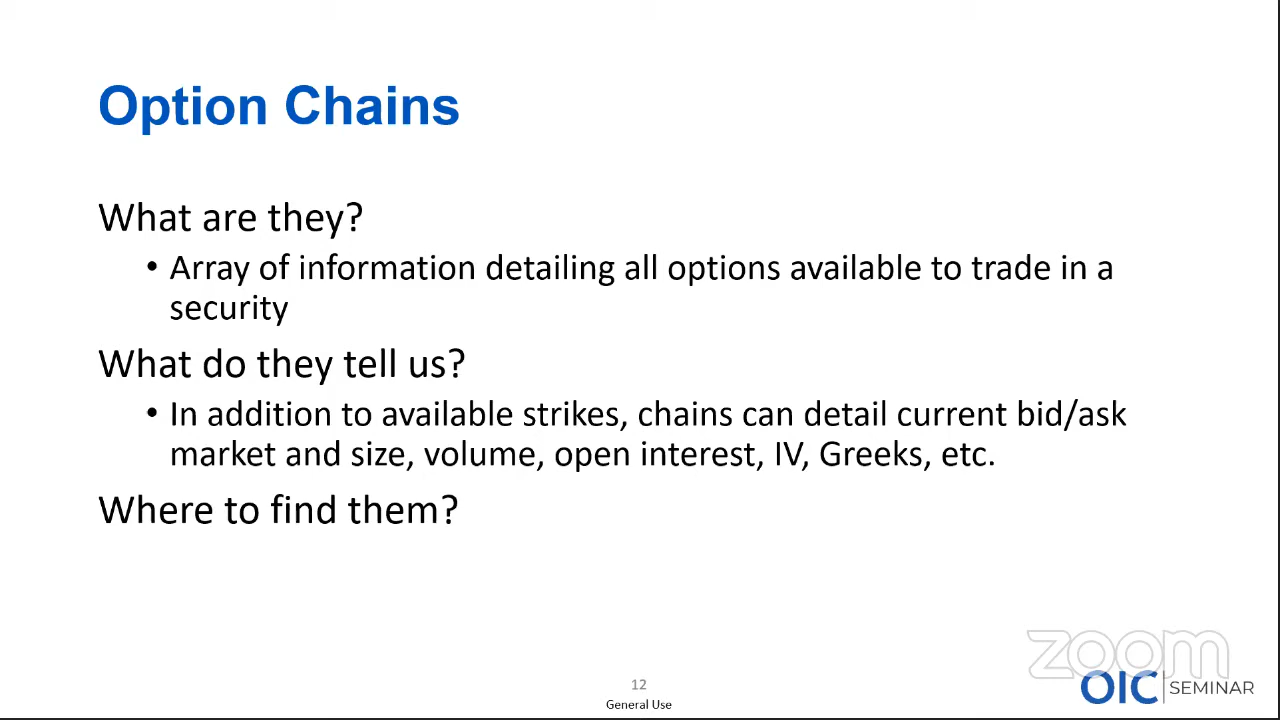 Option Chains
What are they?
• Array of information detailing all options available to trade in a
security
What do they tell us?
• In addition to available strikes, chains can detail current bid/ask
market and size, volume, open interest, IV, Greeks, etc.
Where to find them?
zoom
OIC | SEMINAR
12
General Use